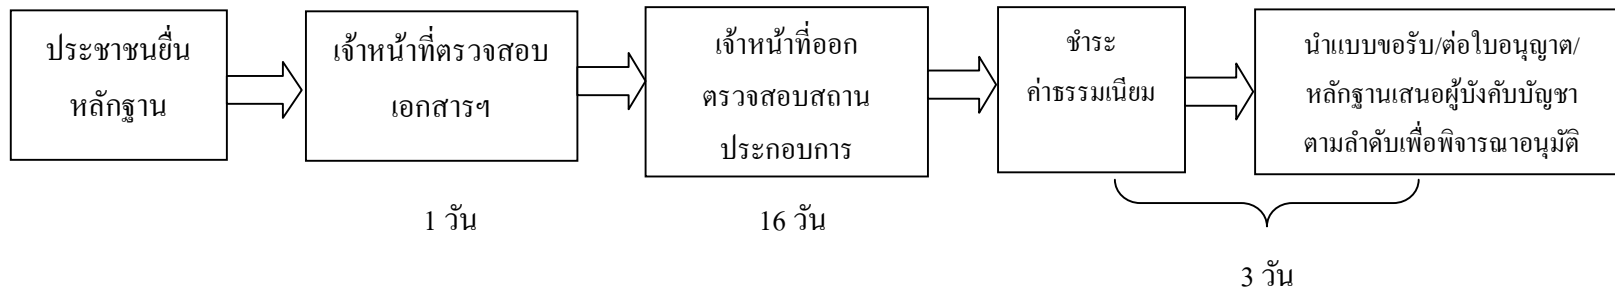 ประชาชนยื่น
หลักฐาน
เจ้าหน้าที่ตรวจสอบ
เอกสารฯ
เจ้าหน้าที่ออก
ตรวจสอบสถาน
ประกอบการ
ชำระ
ค่าธรรมเนียม
นำแบบขอรับ/ต่อใบอนุญาต/
หลักฐานเสนอผู้บังคับบัญชา
ตามลำดับเพื่อพิจารณาอนุมัติ
1 วัน
16 วัน
3 วัน